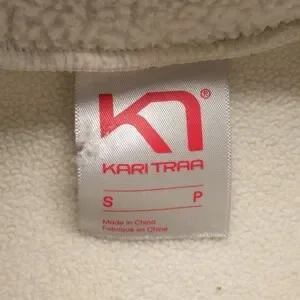 KARI TRAA
S P
Made in China
Fabriqué en Chine